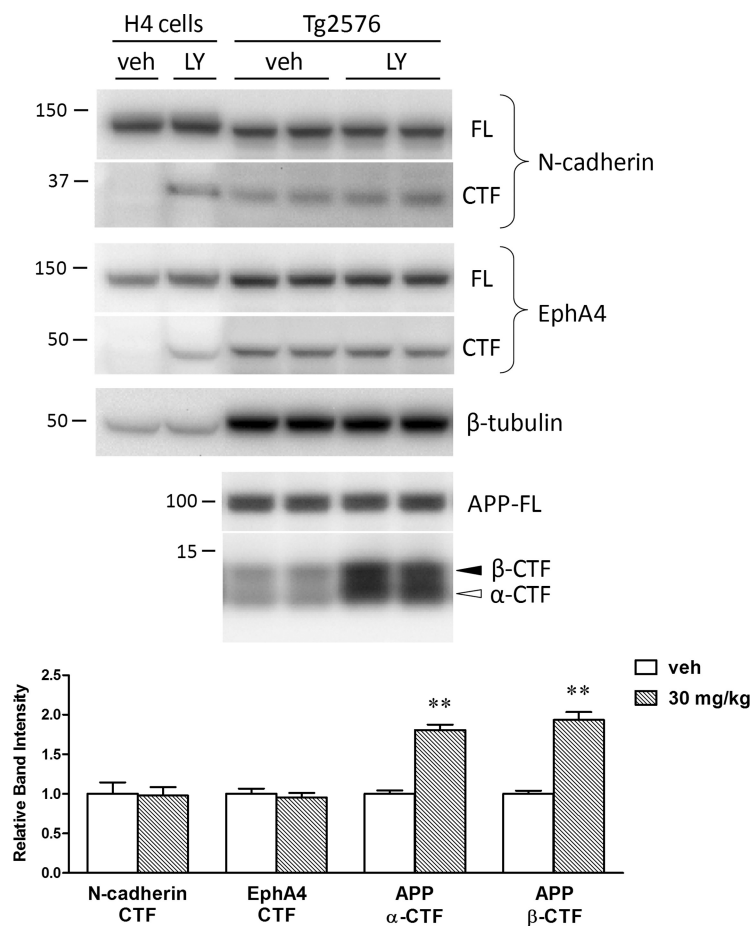 H4 cells Tg2576
veh LY veh LY
150 FL
37 CTF
N-cadherin
150 FL
50 CTF
EphA4
50 β-tubulin
100 APP-FL
15
β-CTF
α-CTF
veh
30 mg/kg
Relative Band Intensity
2.5
2.0
1.5
1.0
0.5
0.0
** **
N-cadherin EphA4 APP APP
CTF CTF α-CTF β-CTF